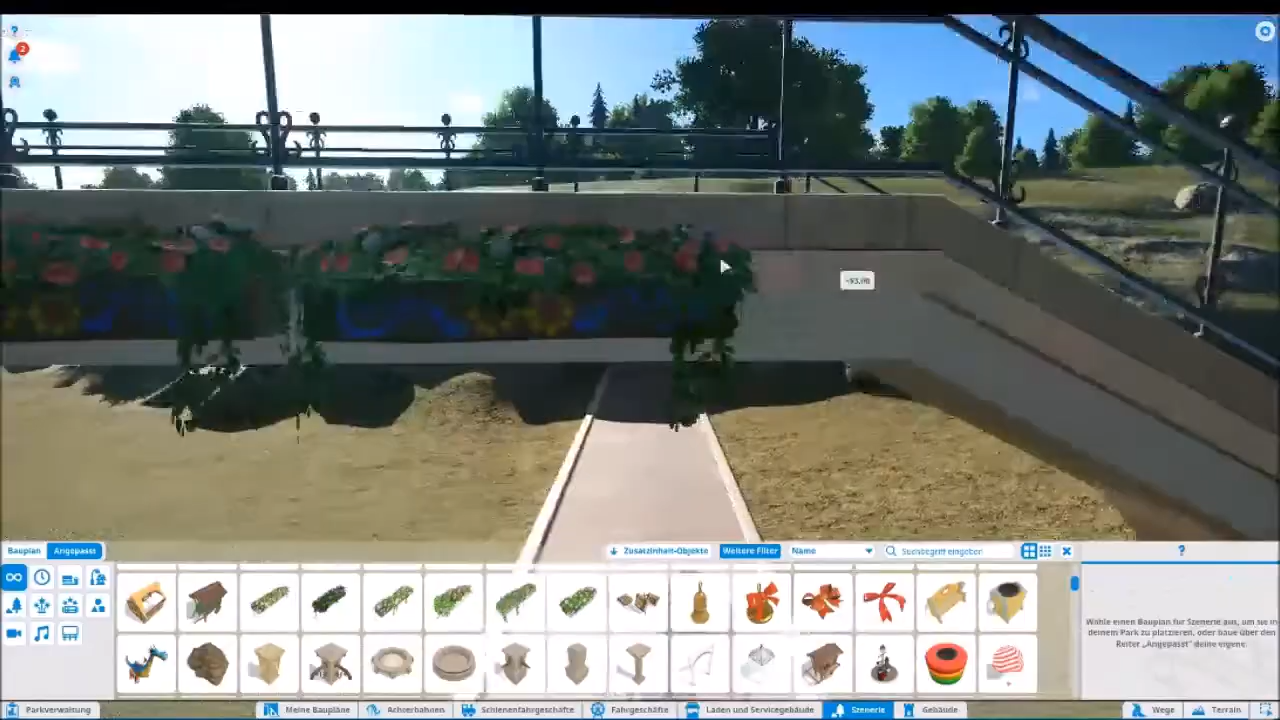 ?
2
Bauplan Angepasst
Zusatzinhalt-Objekte Weitere Filter Name Suchbegriff eingeben
?
Wähle einen Bauplan für Szenerie aus, um sie in
deinem Park zu platzieren, oder baue über den
Reiter „Angepasst" deine eigene.
Parkverwaltung Meine Baupläne Achterbahnen Schienenfahrgeschäfte Fahrgeschäfte Läden und Servicegebäude Szenerie Gebäude Wege Terrain